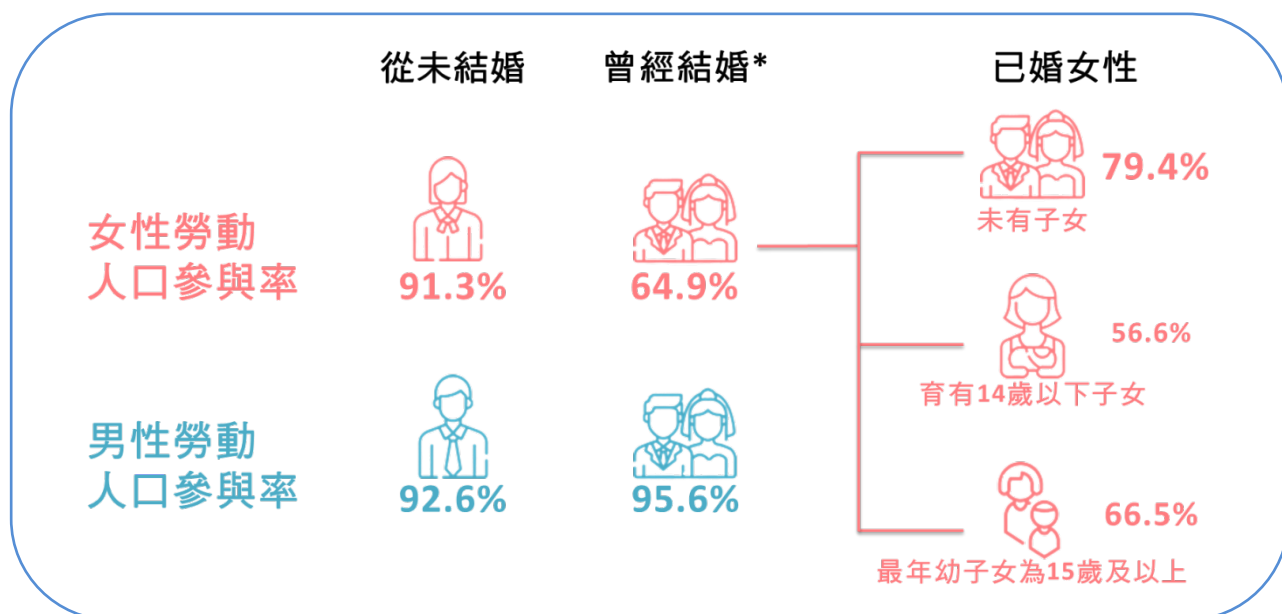 從未結婚
曾經結婚*
已婚女性
79.4%
未有子女
女性勞動
人口參與率
91.3%
64.9%
56.6%
育有14歲以下子女
男性勞動
人口參與率
92.6%
95.6%
66.5%
最年幼子女為15歲及以上